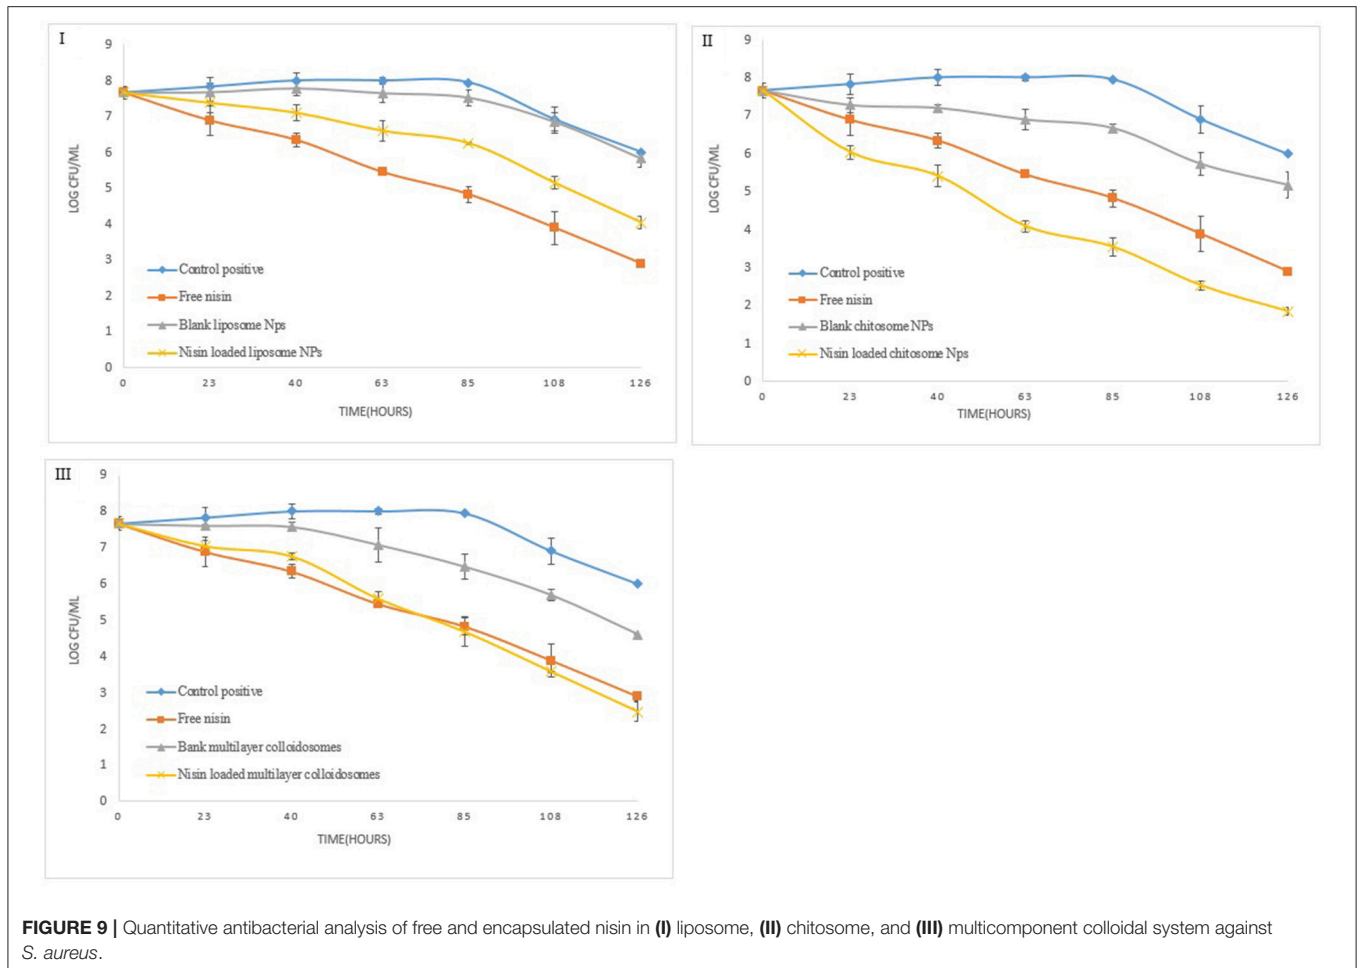 I
9
8
7
6
5
4
3
2
1
0
LOG CFU/ML
Control positive
Free nisin
Blank liposome Nps
Nisin loaded liposome NPs
0 23 40 63 85 108 126
TIME(HOURS)
II
9
8
7
6
5
4
3
2
1
0
LOG CFU/ML
Control positive
Free nisin
Blank chitosome NPs
Nisin loaded chitosome Nps
0 23 40 63 85 108 126
TIME(HOURS)
III
9
8
7
6
5
4
3
2
1
0
LOG CFU/ML
Control positive
Free nisin
Bank multilayer colloidosomes
Nisin loaded multilayer colloidosomes
0 23 40 63 85 108 126
TIME(HOURS)
FIGURE 9 | Quantitative antibacterial analysis of free and encapsulated nisin in (I) liposome, (II) chitosome, and (III) multicomponent colloidal system against
S. aureus.